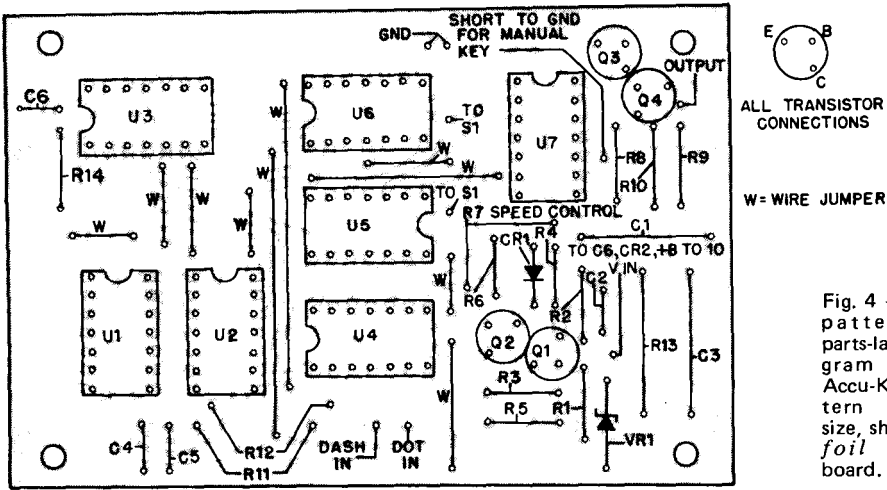 SHORT TO GND
GND FOR MANUAL
KEY
Q3
OUTPUT
Q4
E B
C
ALL TRANSISTOR
CONNECTIONS
W = WIRE JUMPER
C6
U3
U6
TO
S1
U7
R14
W
W
W
W
W
W
W
W
R8
R10
R9
TO S1
U5
R7 SPEED CONTROL
C1
CR1
R4
TO C6,CR2,+B TO 10
V IN
C2
R6
R2
U1
U2
U4
W
Q2
Q1
R13
C3
R3
R5
R1
VR1
W
C4
C5
R12
R11
DASH
IN
DOT
IN
Fig. 4
patte
parts-la
gram
Accu-K
tern
size, sh
foil
board.